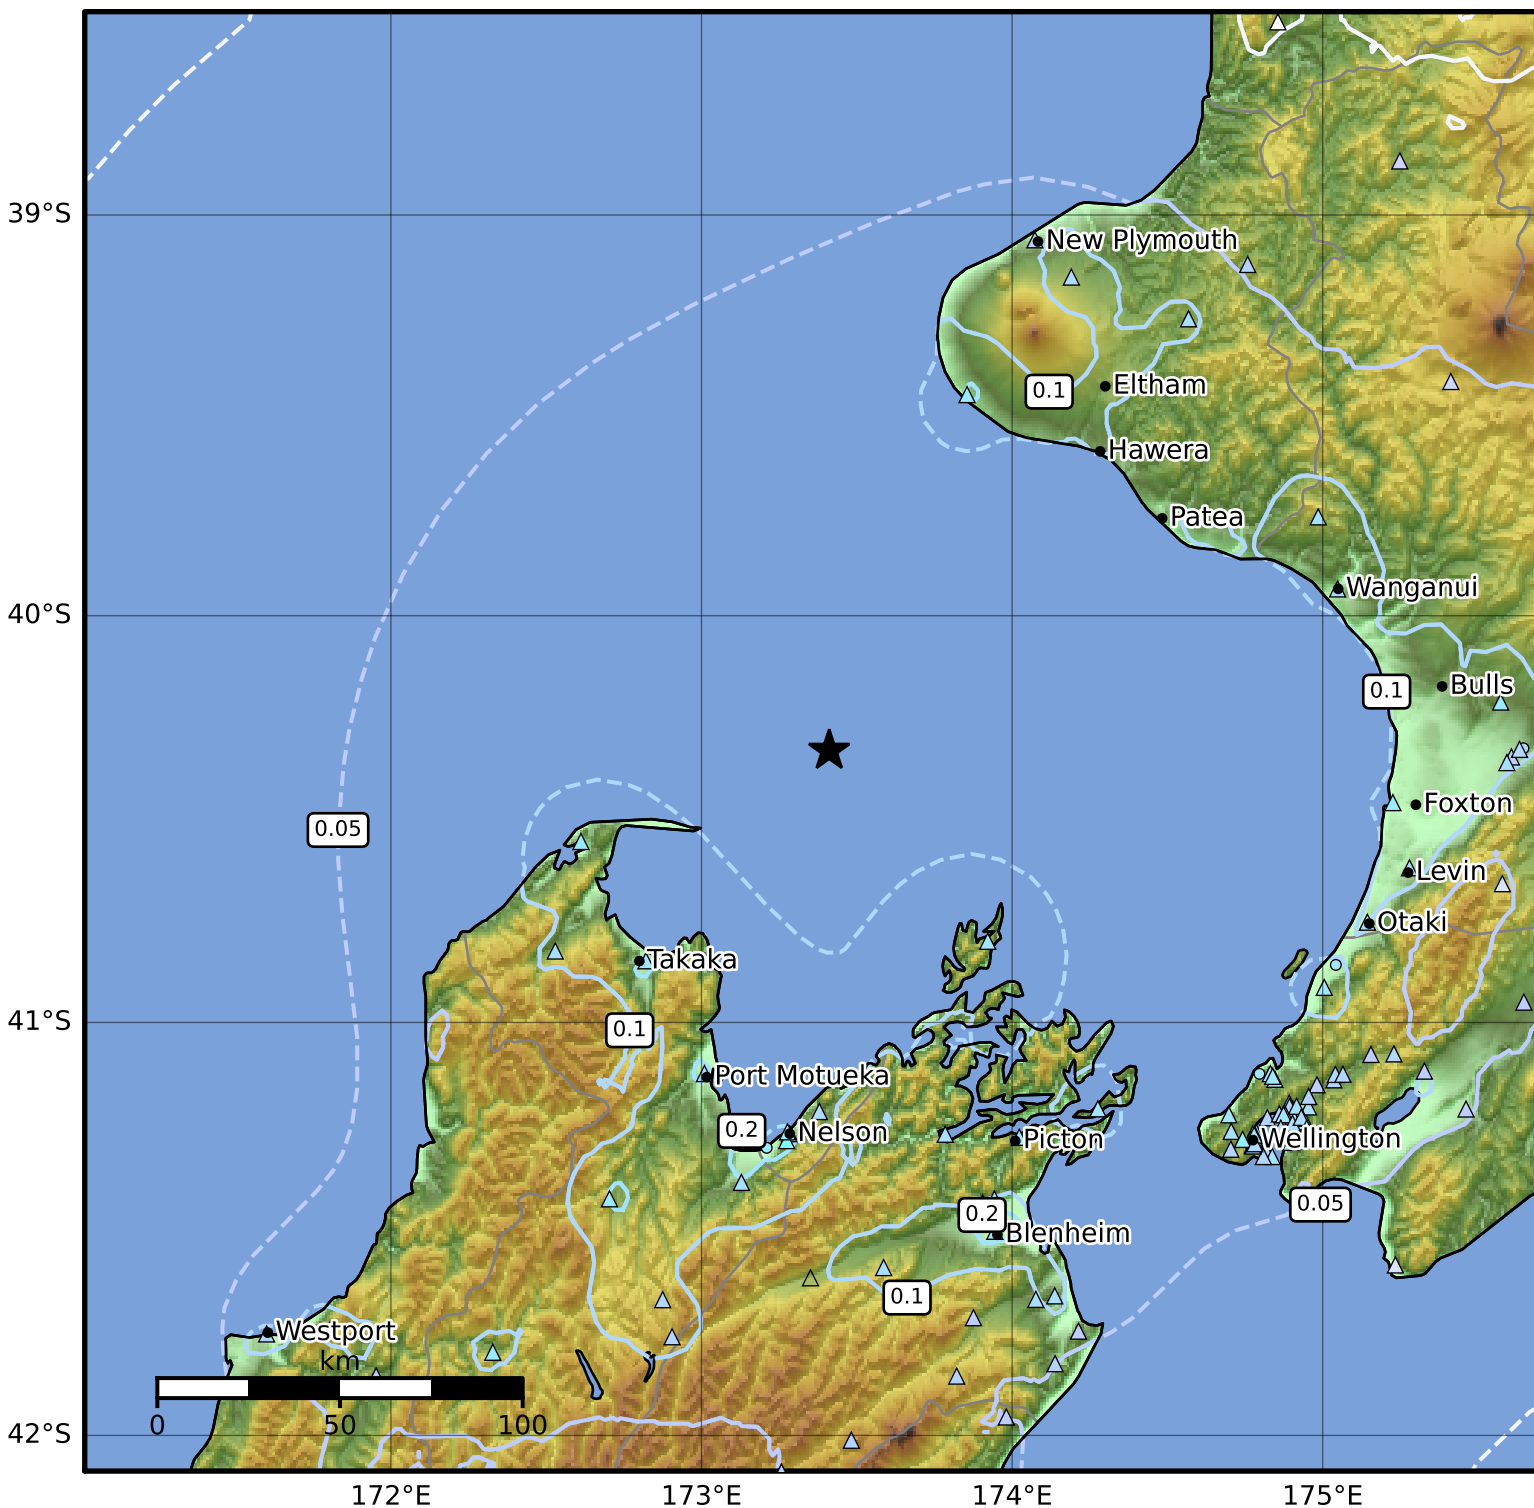 39°S
New Plymouth
0.1
Eltham
Hawera
Patea
Wanganui
40°S
Bulls
0.1
Foxton
0.05
Levin
Otaki
Takaka
41°S
0.1
Port Motueka
0.2
Nelson
Picton
Wellington
0.05
0.2
Blenheim
0.1
Westport
km
0 50 100
42°S
172°E 173°E 174°E 175°E